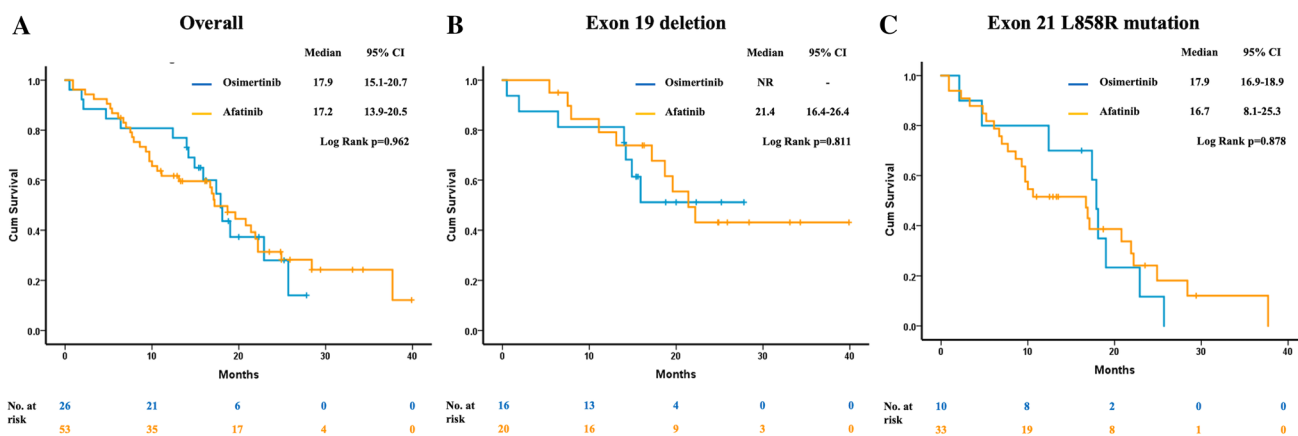 A
Overall
Median 95% CI
Osimertinib 17.9 15.1-20.7
Afatinib 17.2 13.9-20.5
Log Rank p=0.962
Cum Survival
1.0
0.8
0.6
0.4
0.2
0.0
0 10 20 30 40
Months
No. at risk
26 21 6 0 0
53 35 17 4 0
B
Exon 19 deletion
Median 95% CI
Osimertinib NR -
Afatinib 21.4 16.4-26.4
Log Rank p=0.811
Cum Survival
1.0
0.8
0.6
0.4
0.2
0.0
0 10 20 30 40
Months
No. at risk
16 13 4 0 0
20 16 9 3 0
C
Exon 21 L858R mutation
Median 95% CI
Osimertinib 17.9 16.9-18.9
Afatinib 16.7 8.1-25.3
Log Rank p=0.878
Cum Survival
1.0
0.8
0.6
0.4
0.2
0.0
0 10 20 30 40
Months
No. at risk
10 8 2 0 0
33 19 8 1 0